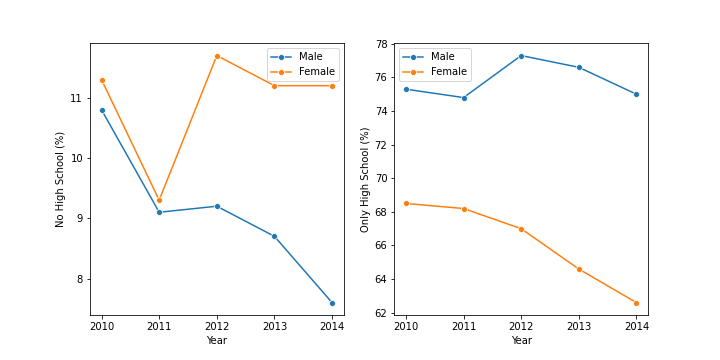 Male
Female
11
10
9
8
No High School (%)
2010 2011 2012 2013 2014
Year
Male
Female
78
76
74
72
70
68
66
64
62
Only High School (%)
2010 2011 2012 2013 2014
Year